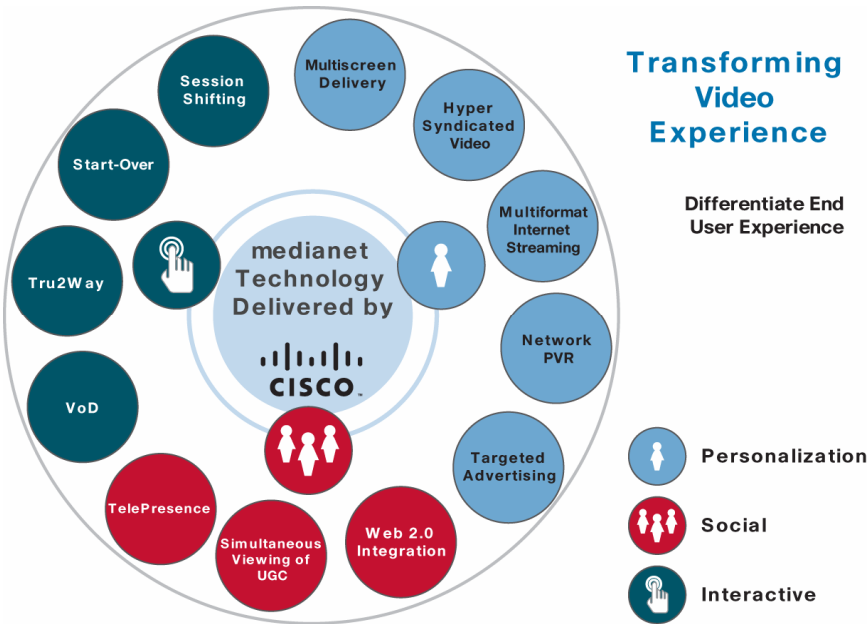 Transforming
Video
Experience
Differentiate End
User Experience
Session
Shifting
Multiscreen
Delivery
Hyper
Syndicated
Video
Start-Over
Multiformat
Internet
Streaming
Tru2Way
medianet
Technology
Delivered by
CISCO™
Network
PVR
VoD
Targeted
Advertising
TelePresence
Simultaneous
Viewing of
UGC
Web 2.0
Integration
Personalization
Social
Interactive